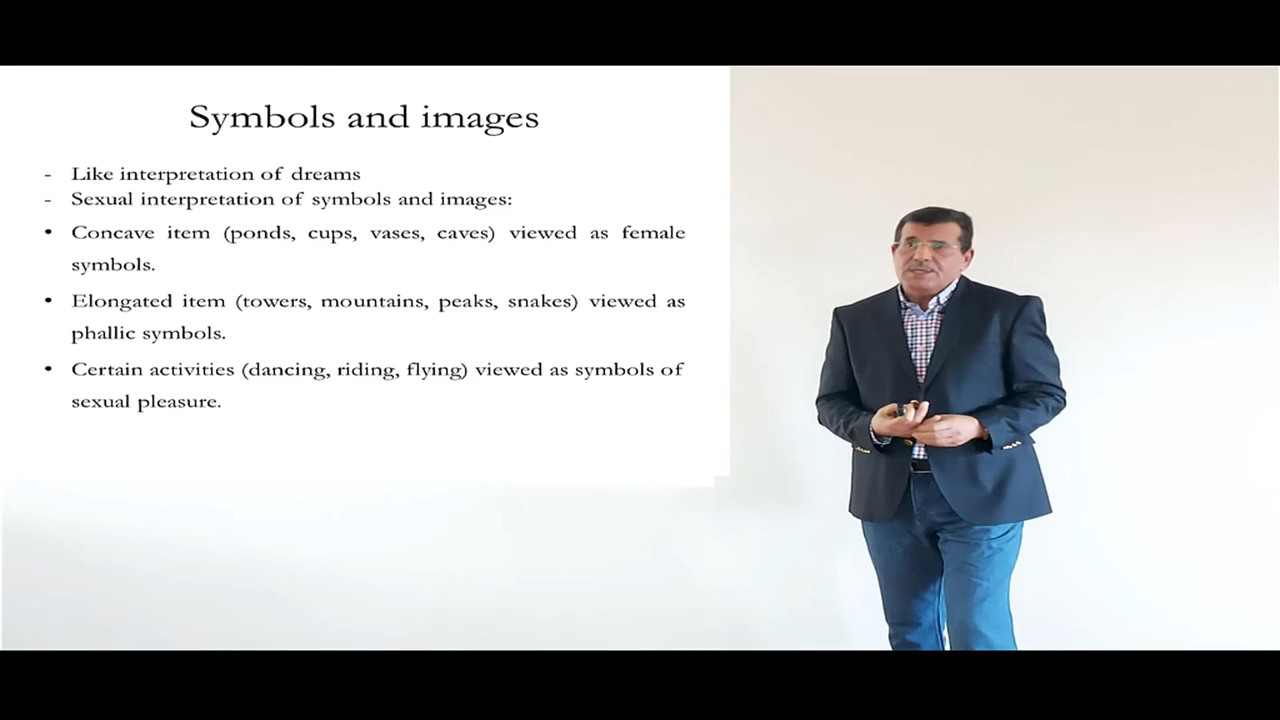 Symbols and images
- Like interpretation of dreams
- Sexual interpretation of symbols and images:
• Concave item (ponds, cups, vases, caves) viewed as female
symbols.
• Elongated item (towers, mountains, peaks, snakes) viewed as
phallic symbols.
• Certain activities (dancing, riding, flying) viewed as symbols of
sexual pleasure.